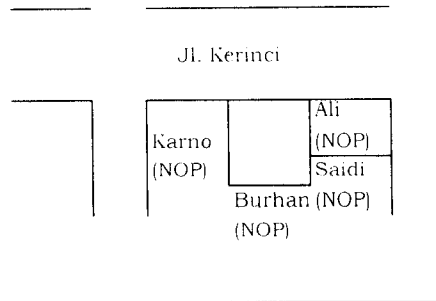 Jl. Kerinci
Ali
(NOP)
Karno
(NOP)
Saidi
(NOP)
Burhan
(NOP)